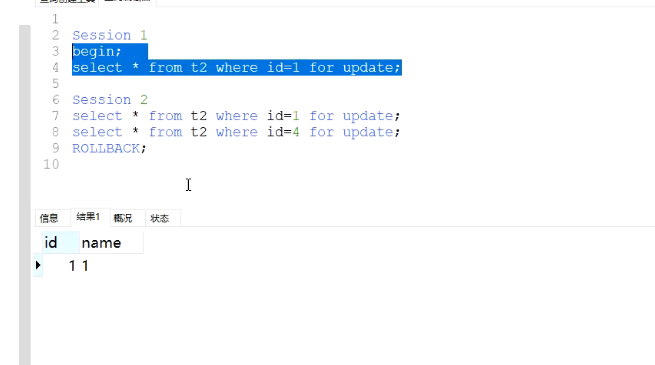 1
2 Session 1
3 begin;
4 select * from t2 where id=1 for update;
5
6 Session 2
7 select * from t2 where id=1 for update;
8 select * from t2 where id=4 for update;
9 ROLLBACK;
10
信息 结果1 概况 状态
id name
1 1